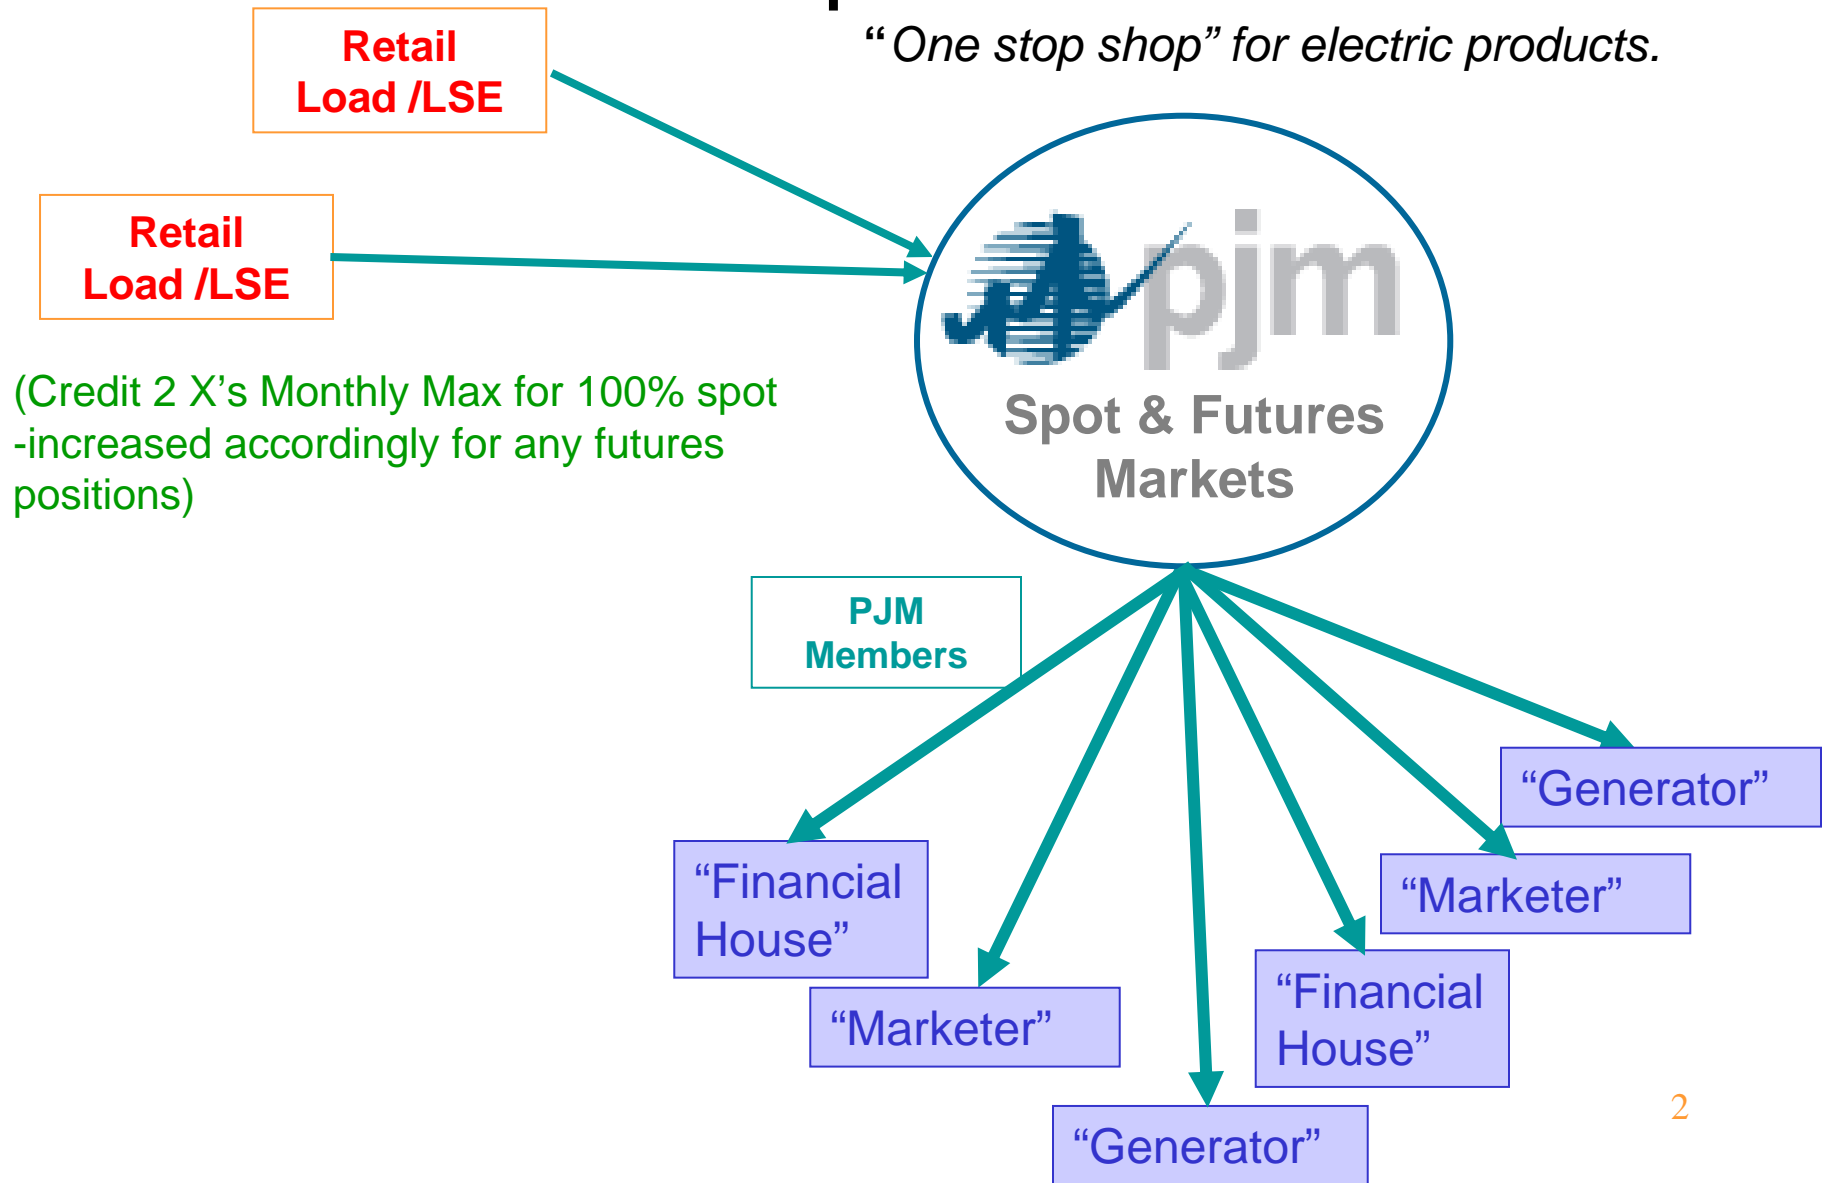 “One stop shop” for electric products.
Retail
Load /LSE
Retail
Load /LSE
pjm
Spot & Futures
Markets
(Credit 2 X’s Monthly Max for 100% spot
-increased accordingly for any futures
positions)
PJM
Members
“Generator”
“Marketer”
“Financial
House”
“Financial
House”
“Marketer”
“Generator”
2